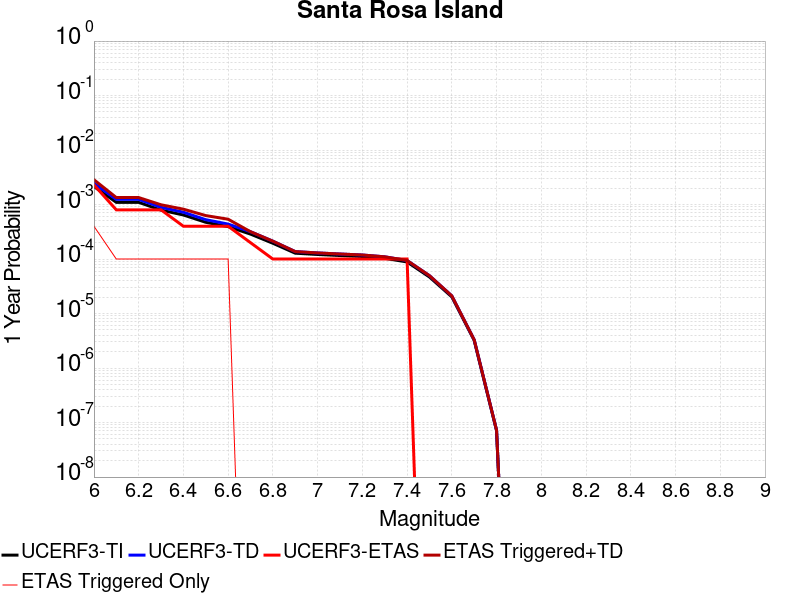 Santa Rosa Island
10^0
10^-1
10^-2
10^-3
10^-4
10^-5
10^-6
10^-7
10^-8
1 Year Probability
6 6.2 6.4 6.6 6.8 7 7.2 7.4 7.6 7.8 8 8.2 8.4 8.6 8.8 9
Magnitude
UCERF3-TI UCERF3-TD UCERF3-ETAS ETAS Triggered+TD
ETAS Triggered Only